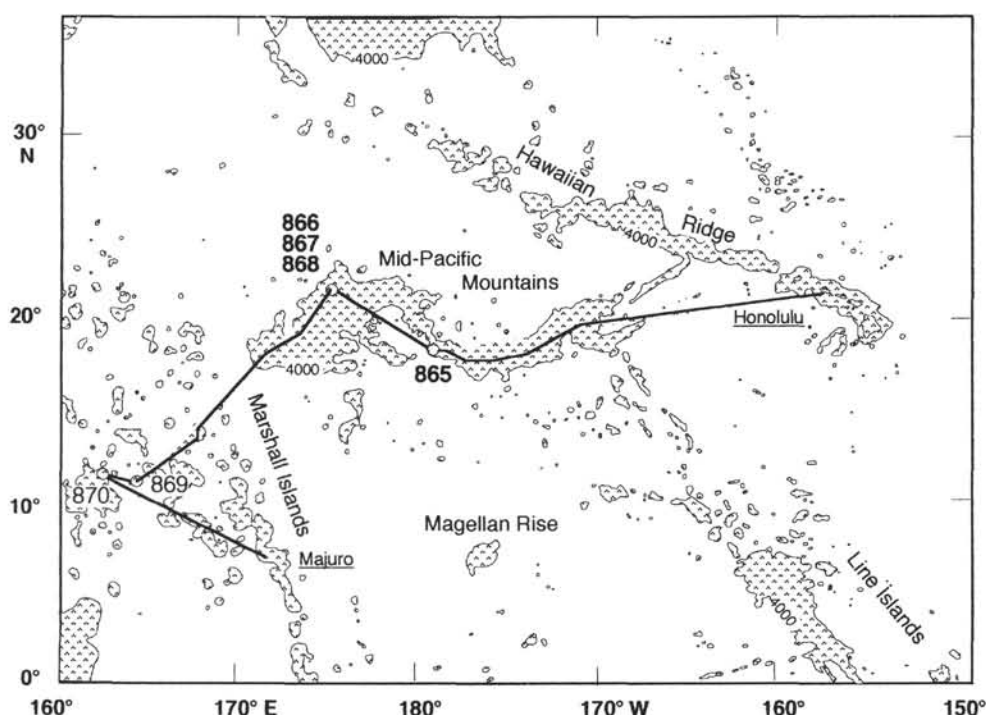 4000
30°
N
Hawaiian
Ridge
4000
866
867
868
Mid-Pacific
Mountains
20°
Honolulu
4000
865
Marshall Islands
870
869
10°
Magellan Rise
Majuro
Line Islands
4000
0°
160°
170° E
180°
170° W
160°
150°